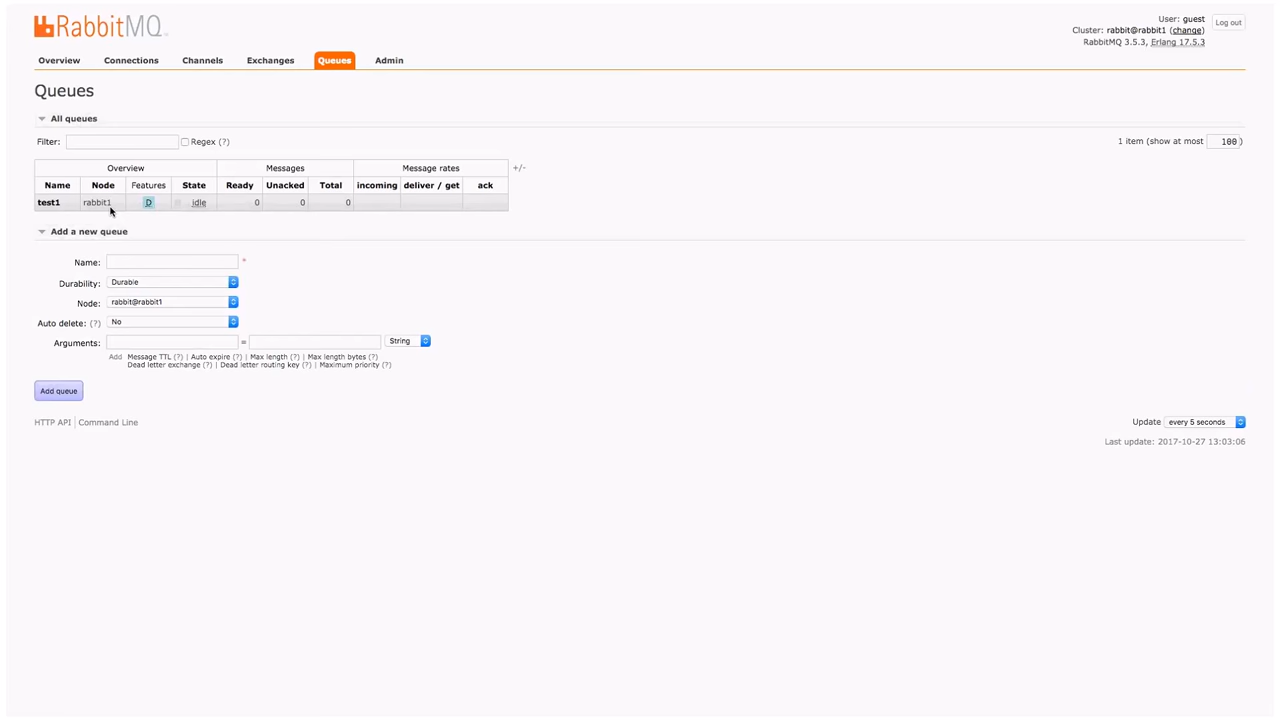 RabbitMQ
User: guest
Log out
Cluster: rabbit@rabbit1 (change)
RabbitMQ 3.5.3, Erlang 17.5.3
Overview Connections Channels Exchanges Queues Admin
Queues
All queues
Filter: Regex (?) 1 item (show at most 100 )
Overview Messages Message rates +/-
Name Node Features State Ready Unacked Total incoming deliver / get ack
test1 rabbit1 D idle 0 0 0
Add a new queue
Name: *
Durability: Durable
Node: rabbit@rabbit1
Auto delete: (?) No
Arguments: = String
Add Message TTL (?) | Auto expire (?) | Max length (?) | Max length bytes (?)
Dead letter exchange (?) | Dead letter routing key (?) | Maximum priority (?)
Add queue
HTTP API | Command Line Update every 5 seconds
Last update: 2017-10-27 13:03:06